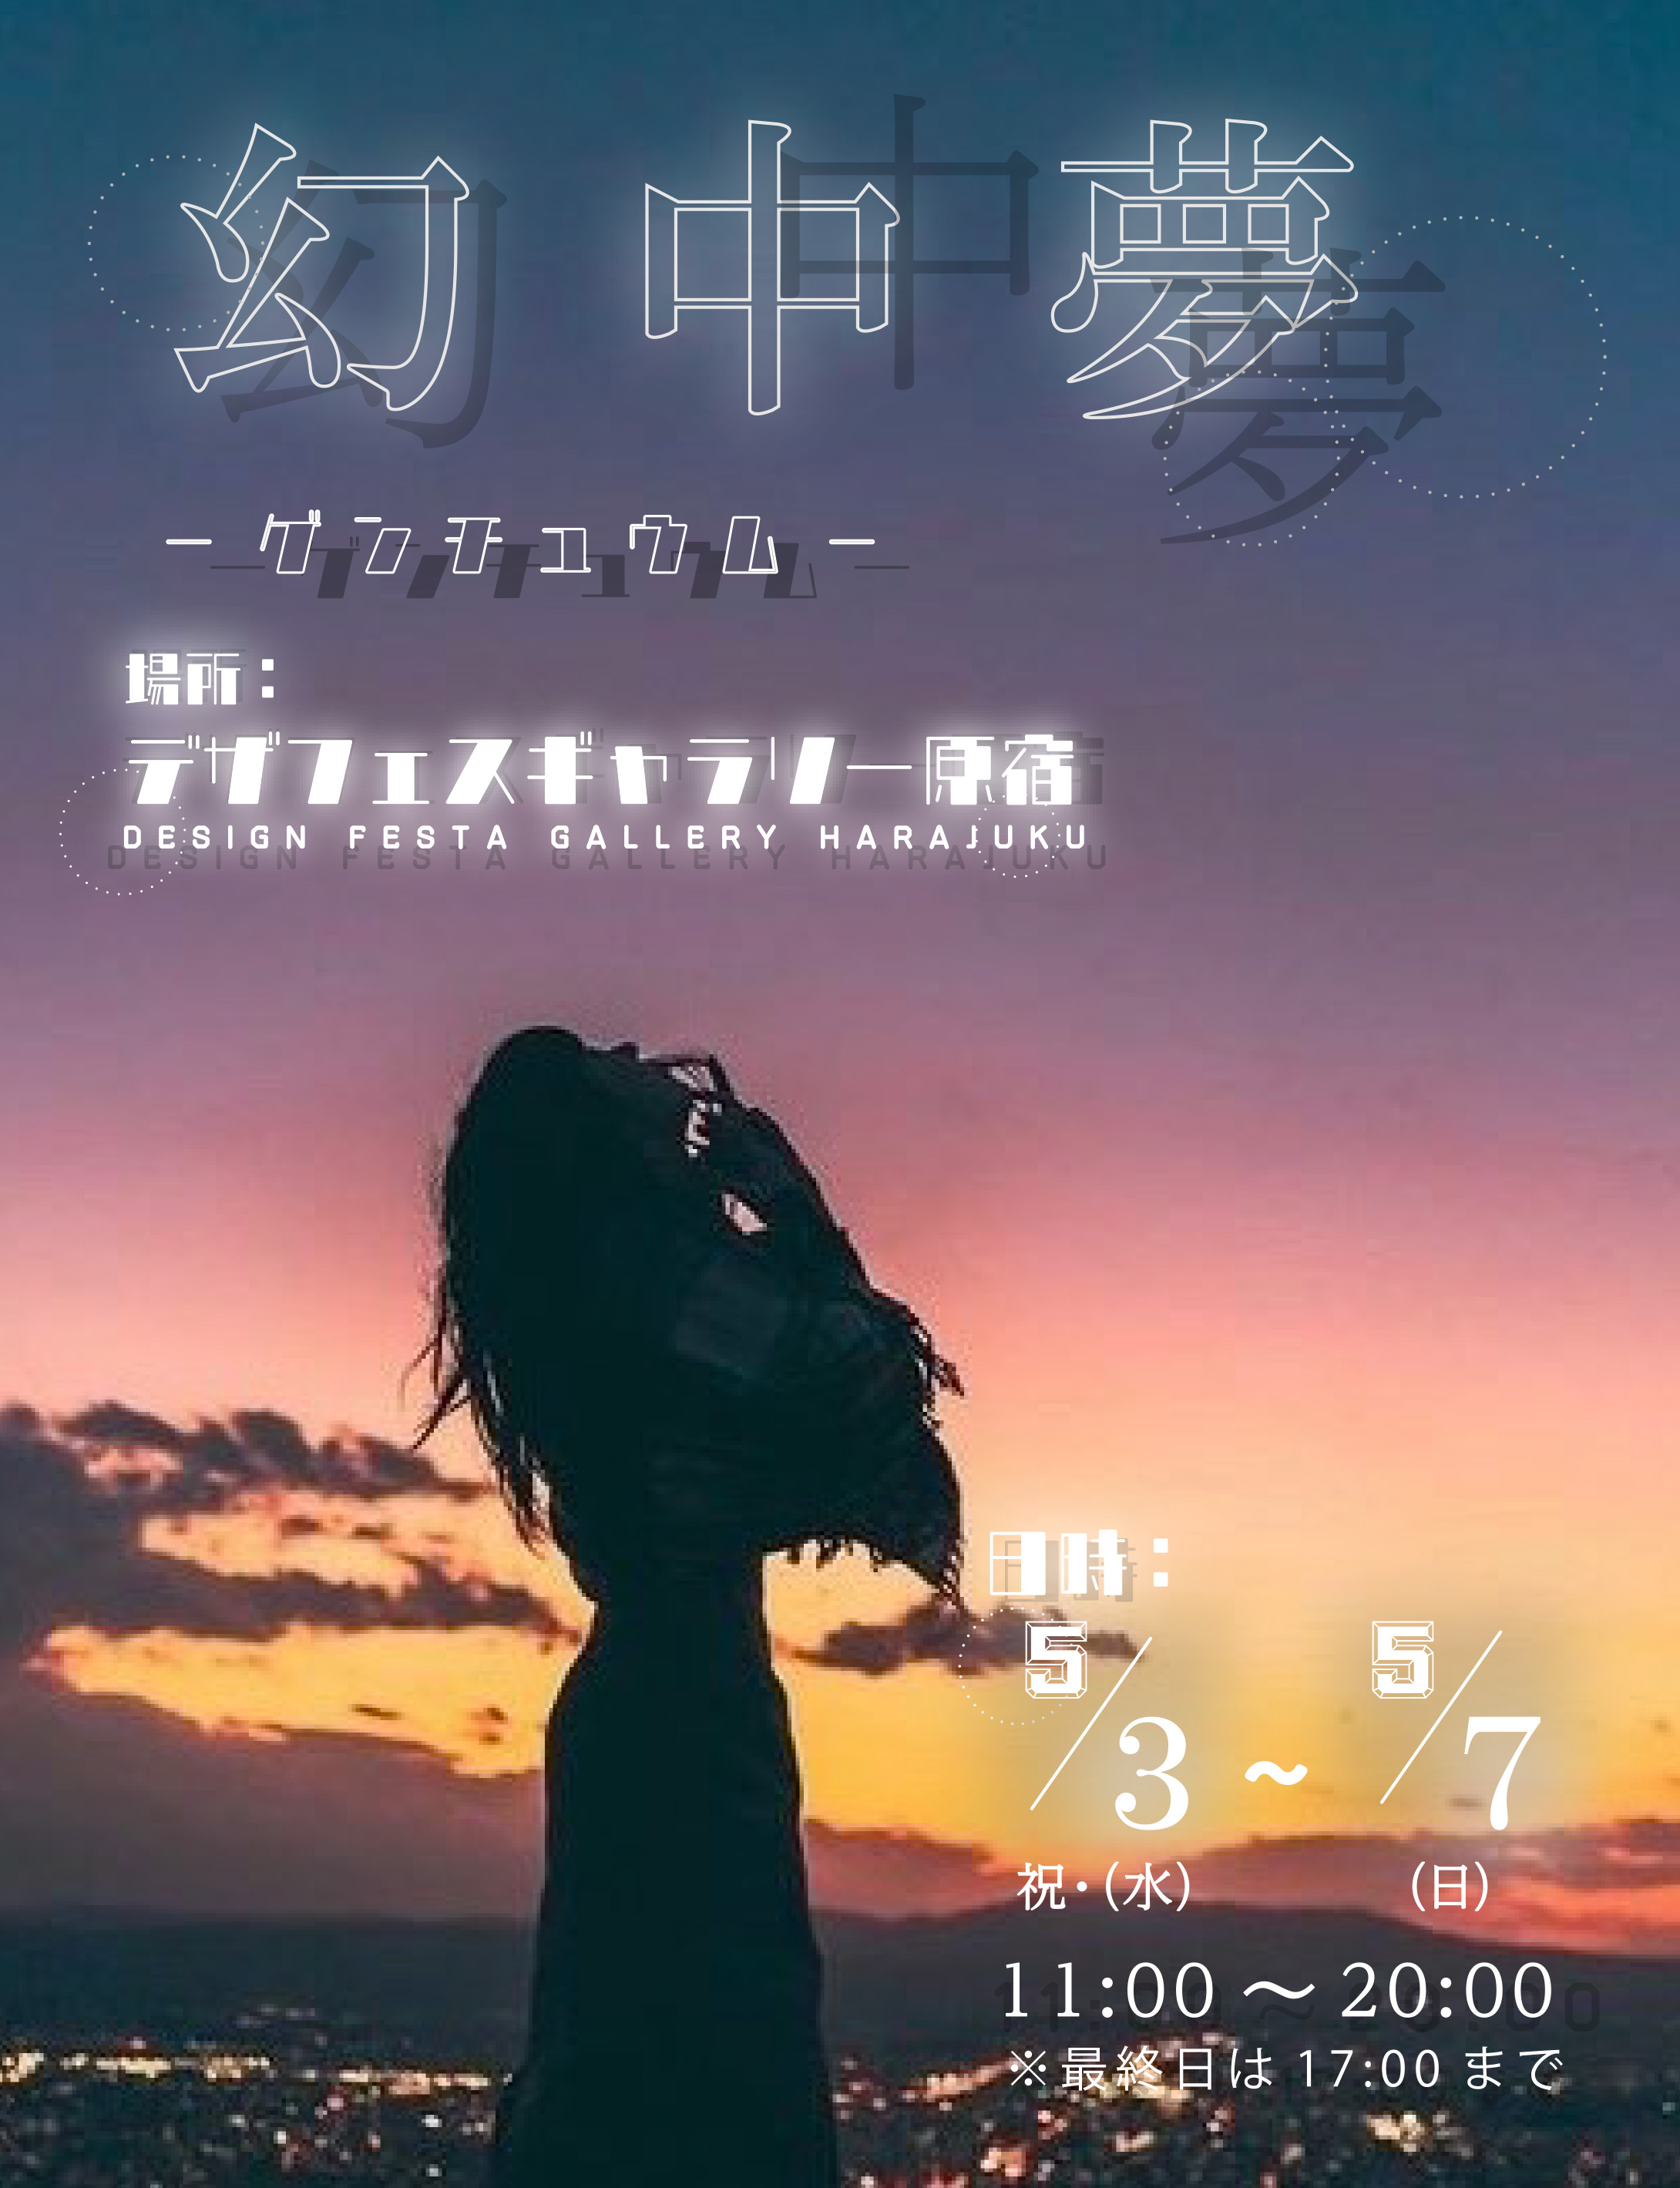 幻中夢
－ゲンチュウム－
場所：
デザフェスギャラリー原宿
DESIGN FESTA GALLERY HARAJUKU
日時：
5/3 ~ 5/7
祝・(水) (日)
11:00 ～ 20:00
※最終日は 17:00 まで